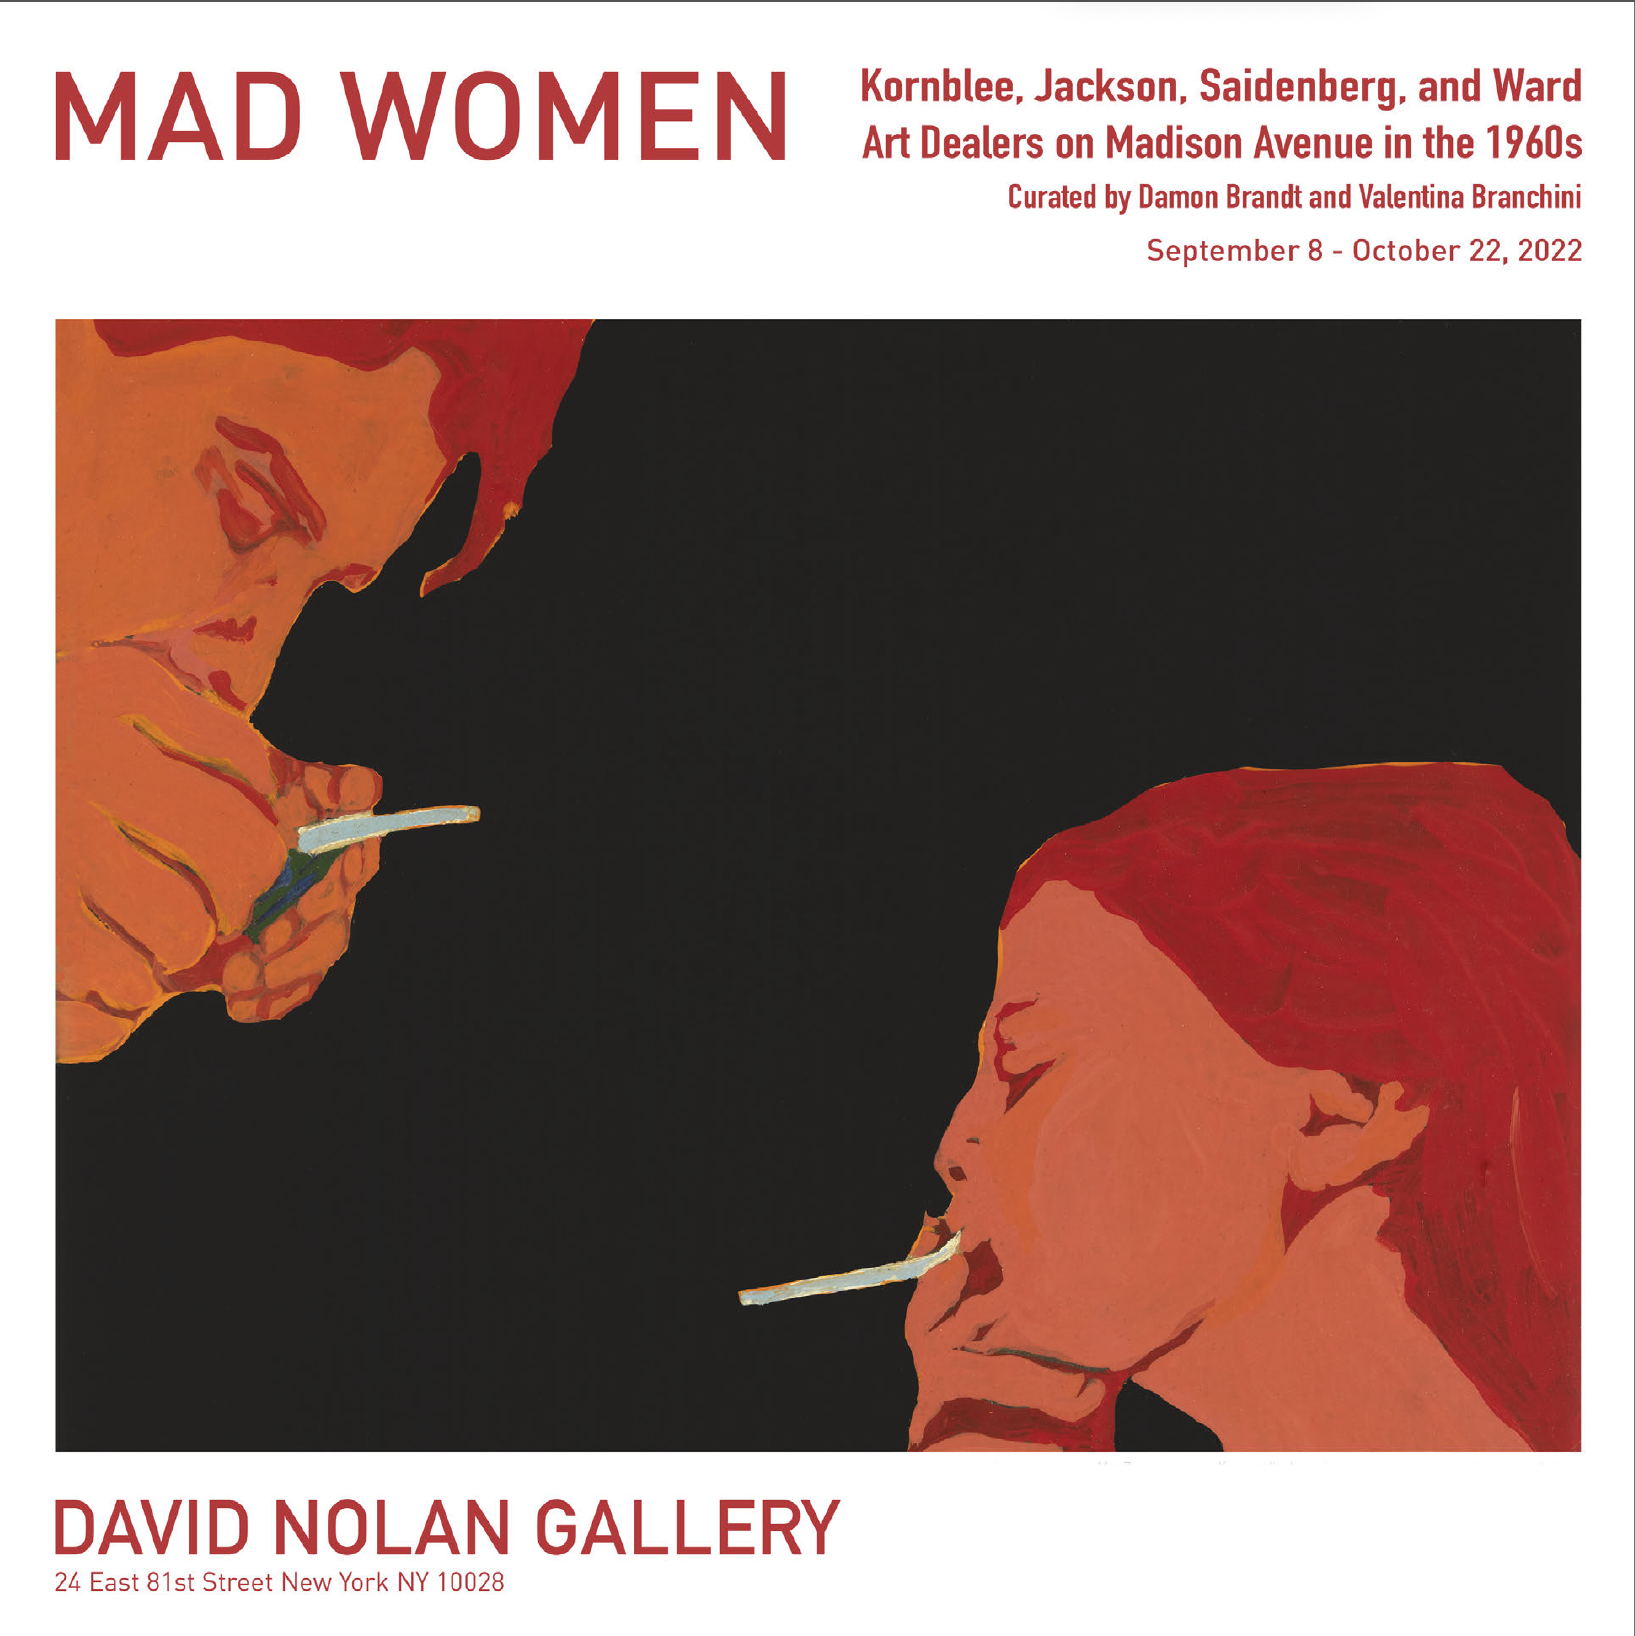 MAD WOMEN
Kornblee, Jackson, Saidenberg, and Ward
Art Dealers on Madison Avenue in the 1960s
Curated by Damon Brandt and Valentina Branchini
September 8 - October 22, 2022
DAVID NOLAN GALLERY
24 East 81st Street New York NY 10028